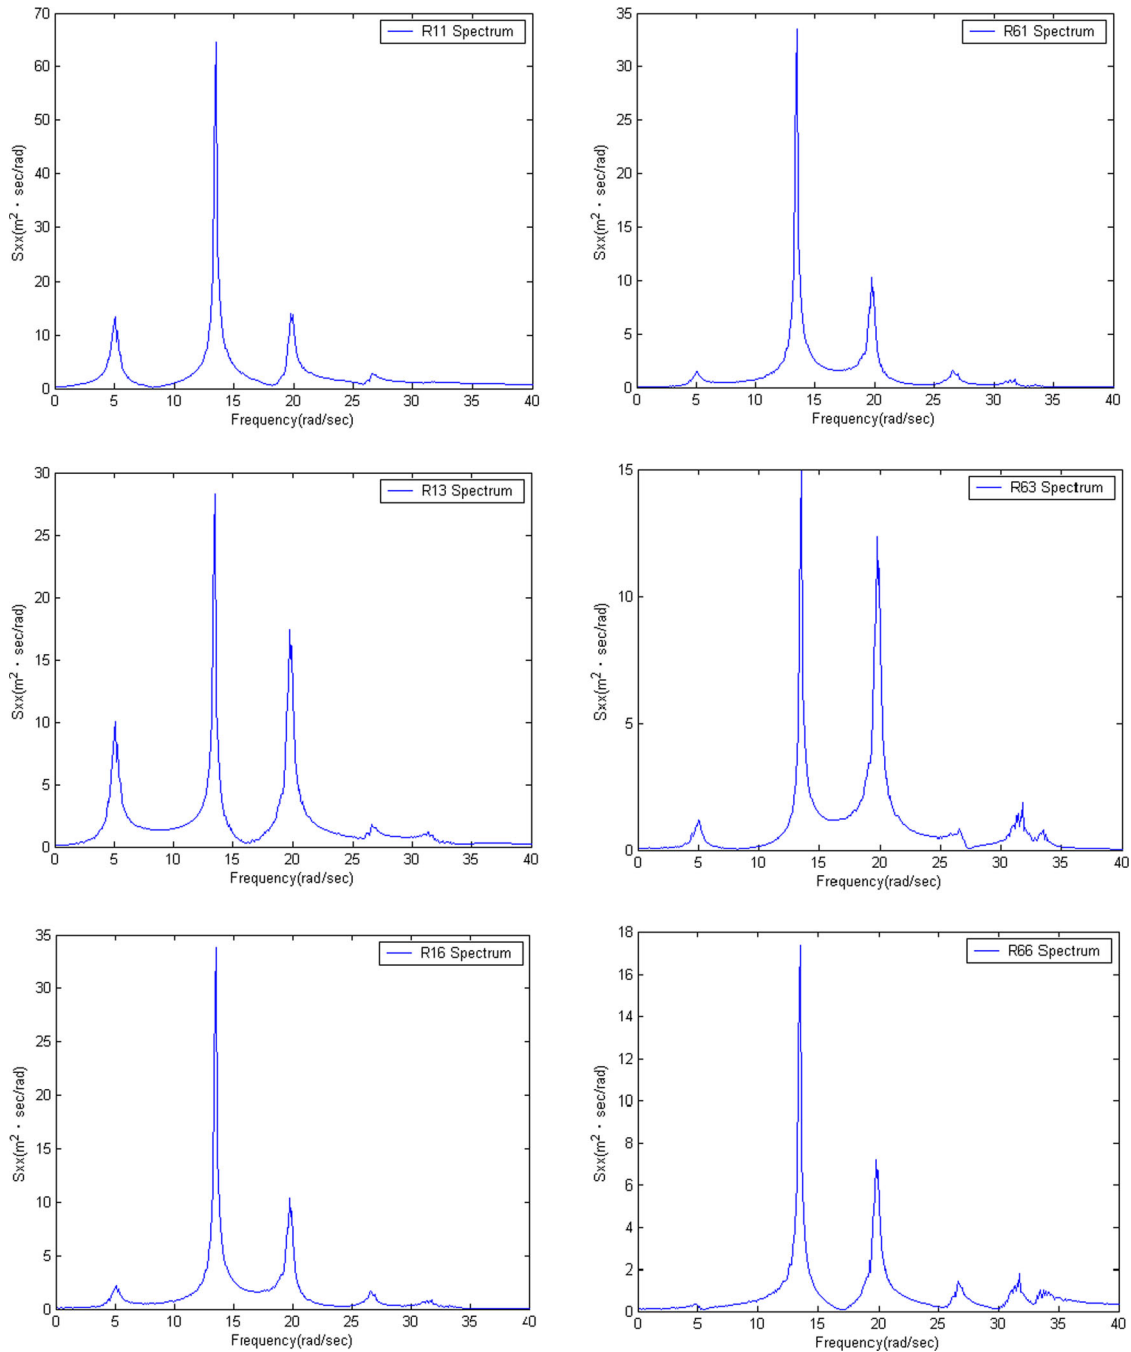 70
60
50
40
30
20
10
0
Sxx(m² · sec/rad)
R11 Spectrum
0 5 10 15 20 25 30 35 40
Frequency(rad/sec)
35
30
25
20
15
10
5
0
Sxx(m² · sec/rad)
R61 Spectrum
0 5 10 15 20 25 30 35 40
Frequency(rad/sec)
30
25
20
15
10
5
0
Sxx(m² · sec/rad)
R13 Spectrum
0 5 10 15 20 25 30 35 40
Frequency(rad/sec)
15
10
5
0
Sxx(m² · sec/rad)
R63 Spectrum
0 5 10 15 20 25 30 35 40
Frequency(rad/sec)
35
30
25
20
15
10
5
0
Sxx(m² · sec/rad)
R16 Spectrum
0 5 10 15 20 25 30 35 40
Frequency(rad/sec)
18
16
14
12
10
8
6
4
2
0
Sxx(m² · sec/rad)
R66 Spectrum
0 5 10 15 20 25 30 35 40
Frequency(rad/sec)